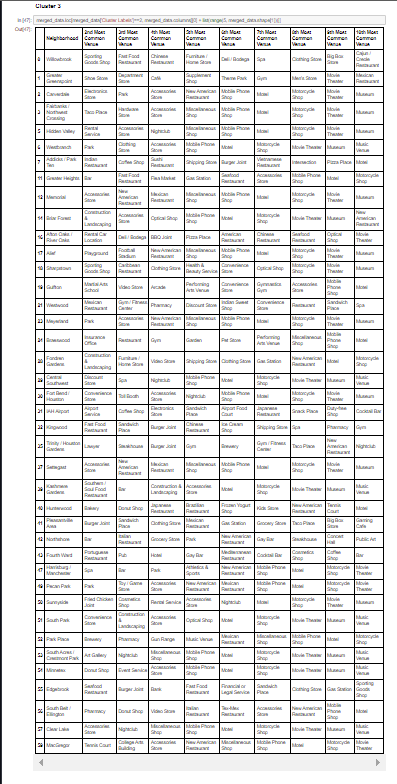 Cluster 3
In [47]: merged_data.loc[merged_data['Cluster Labels']==2, merged_data.columns[[0] + list(range(5, merged_data.shape[1]))]]
Out[47]:
Neighborhood 2nd Most Common Venue 3rd Most Common Venue 4th Most Common Venue 5th Most Common Venue 6th Most Common Venue 7th Most Common Venue 8th Most Common Venue 9th Most Common Venue 10th Most Common Venue
0 Willowbrook Sporting Goods Shop Fast Food Restaurant Chinese Restaurant Furniture / Home Store Deli / Bodega Spa Clothing Store Big Box Store Cajun / Creole Restaurant
1 Greater Greenspoint Shoe Store Department Store Café Supplement Shop Theme Park Gym Men's Store Movie Theater Mexican Restaurant
2 Carverdale Electronics Store Park Accessories Store New American Restaurant Mobile Phone Shop Motel Motorcycle Shop Movie Theater Museum
3 Fairbanks / Northwest Crossing Taco Place Hardware Store Accessories Store Miscellaneous Shop Mobile Phone Shop Motel Motorcycle Shop Movie Theater Museum
Hidden Valley Rental Service Accessories Store Nightclub Miscellaneous Shop Mobile Phone Shop Motel Motorcycle Shop Movie Theater Museum
Westbranch Park Clothing Store Accessories Store Mobile Phone Shop Motel Motorcycle Shop Movie Theater Museum Music Venue
Addicks / Park Ten Indian Restaurant Coffee Shop Sushi Restaurant Shipping Store Burger Joint Vietnamese Restaurant Intersection Pizza Place Motel
11 Greater Heights Bar Fast Food Restaurant Flea Market Gas Station Seafood Restaurant Accessories Store Mobile Phone Shop Motel Motorcycle Shop
Memorial Accessories Store New American Restaurant Mexican Restaurant Miscellaneous Shop Mobile Phone Shop Motel Motorcycle Shop Movie Theater Museum
14 Briar Forest Construction & Landscaping Accessories Store Optical Shop Mobile Phone Shop Motel Motorcycle Shop Movie Theater Museum New American Restaurant
16 Afton Oaks / River Oaks Rental Car Location Deli / Bodega BBQ Joint Pizza Place American Restaurant Chinese Restaurant Seafood Restaurant Optical Shop Movie Theater
17 Alief Playground Football Stadium New American Restaurant Miscellaneous Shop Mobile Phone Shop Motel Motorcycle Shop Movie Theater Museum
18 Sharpstown Sporting Goods Shop Caribbean Restaurant Clothing Store Health & Beauty Service Convenience Store Optical Shop Motorcycle Shop Movie Theater Museum
19 Gulfton Martial Arts School Video Store Arcade Performing Arts Venue Convenience Store Gymnastics Gym Accessories Store Mobile Phone Shop Motel
21 Westwood Mexican Restaurant Gym / Fitness Center Pharmacy Discount Store Indian Sweet Shop Convenience Store Restaurant Sandwich Place Spa
23 Meyerland Park Accessories Store New American Restaurant Miscellaneous Shop Mobile Phone Shop Motel Motorcycle Shop Movie Theater Museum
24 Braeswood Insurance Office Restaurant Gym Garden Pet Store Performing Arts Venue Miscellaneous Shop Mobile Phone Shop Motel
Fondren Gardens Construction & Landscaping Furniture / Home Store Video Store Shipping Store Clothing Store Gas Station New American Restaurant Motel Motorcycle Shop
Central Southwest Discount Store Spa Nightclub Mobile Phone Shop Motel Motorcycle Shop Movie Theater Museum Music Venue
30 Fort Bend / Houston Convenience Store Toll Booth Accessories Store Nightclub Mobile Phone Shop Motel Motorcycle Shop Movie Theater Museum
31 IAH Airport Airport Service Coffee Shop Electronics Store Sandwich Place Airport Food Court Japanese Restaurant Snack Place Duty-free Shop Cocktail Bar
32 Kingwood Fast Food Restaurant Sandwich Place Burger Joint Chinese Restaurant Ice Cream Shop Shipping Store Spa Pharmacy Gym
Trinity / Houston Gardens Lawyer Steakhouse Burger Joint Gym Brewery Gym / Fitness Center Taco Place New American Restaurant Nightclub
Settegast Accessories Store New American Restaurant Mexican Restaurant Miscellaneous Shop Mobile Phone Shop Motel Motorcycle Shop Movie Theater Museum
Kashmere Gardens Southern / Soul Food Restaurant Bar Construction & Landscaping Accessories Store Motel Motorcycle Shop Movie Theater Museum Music Venue
40 Hunterwood Bakery Donut Shop Japanese Restaurant Brazilian Restaurant Frozen Yogurt Shop Kids Store New American Restaurant Tennis Court Motel
41 Pleasantville Area Burger Joint Sandwich Place Clothing Store Mexican Restaurant Gas Station Grocery Store Taco Place Big Box Store Gaming Cafe
42 Northshore Bar Italian Restaurant Grocery Store Park New American Restaurant Gay Bar Steakhouse Concert Hall Public Art
43 Fourth Ward Portuguese Restaurant Pub Hotel Gay Bar Mediterranean Restaurant Cocktail Bar Cosmetics Shop Coffee Shop Bar
47 Harrisburg / Manchester Spa Bar Park Athletics & Sports New American Restaurant Mobile Phone Shop Motel Motorcycle Shop Movie Theater
49 Pecan Park Park Toy / Game Store Accessories Store New American Restaurant Mexican Restaurant Mobile Phone Shop Motel Motorcycle Shop Movie Theater
50 Sunnyside Fried Chicken Joint Cosmetics Shop Rental Service Accessories Store Nightclub Motel Motorcycle Shop Movie Theater Museum
51 South Park Convenience Store Construction & Landscaping Accessories Store Optical Shop Motel Motorcycle Shop Movie Theater Museum Music Venue
52 Park Place Brewery Pharmacy Gun Range Music Venue Mexican Restaurant Miscellaneous Shop Mobile Phone Shop Motel Motorcycle Shop
53 South Acres / Crestmont Park Art Gallery Nightclub Miscellaneous Shop Mobile Phone Shop Motel Motorcycle Shop Movie Theater Museum Music Venue
54 Minnetex Donut Shop Event Service Accessories Store Mobile Phone Shop Motel Motorcycle Shop Movie Theater Museum Music Venue
55 Edgebrook Seafood Restaurant Burger Joint Bank Fast Food Restaurant Financial or Legal Service Sandwich Place Clothing Store Gas Station Sporting Goods Shop
56 South Belt / Ellington Pharmacy Donut Shop Video Store Italian Restaurant Tex-Mex Restaurant Accessories Store New American Restaurant Mobile Phone Shop Motel
57 Clear Lake Accessories Store Nightclub Miscellaneous Shop Mobile Phone Shop Motel Motorcycle Shop Movie Theater Museum Music Venue
59 MacGregor Tennis Court College Arts Building Accessories Store New American Restaurant Miscellaneous Shop Mobile Phone Shop Motel Motorcycle Shop Movie Theater